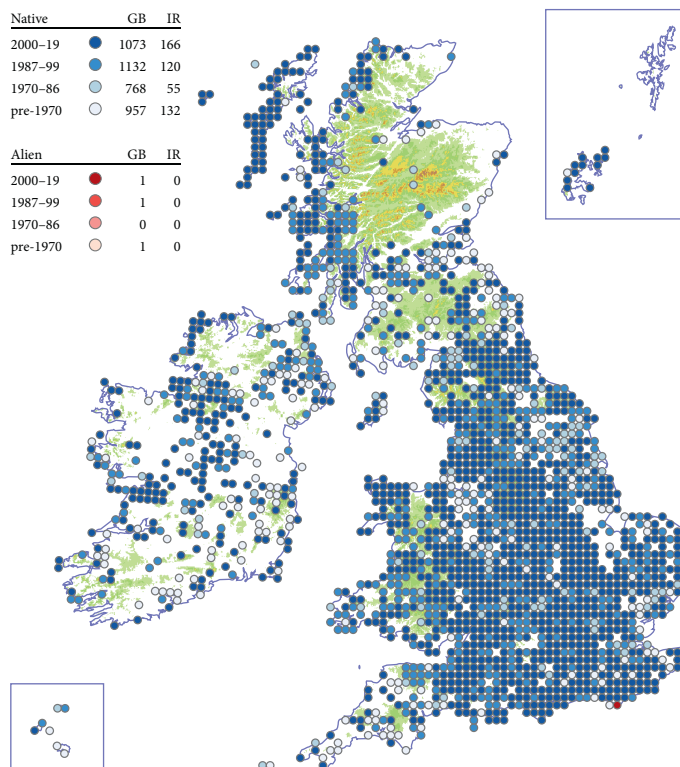 Native GB IR
2000–19 1073 166
1987–99 1132 120
1970–86 768 55
pre-1970 957 132
Alien GB IR
2000–19 1 0
1987–99 1 0
1970–86 0 0
pre-1970 1 0